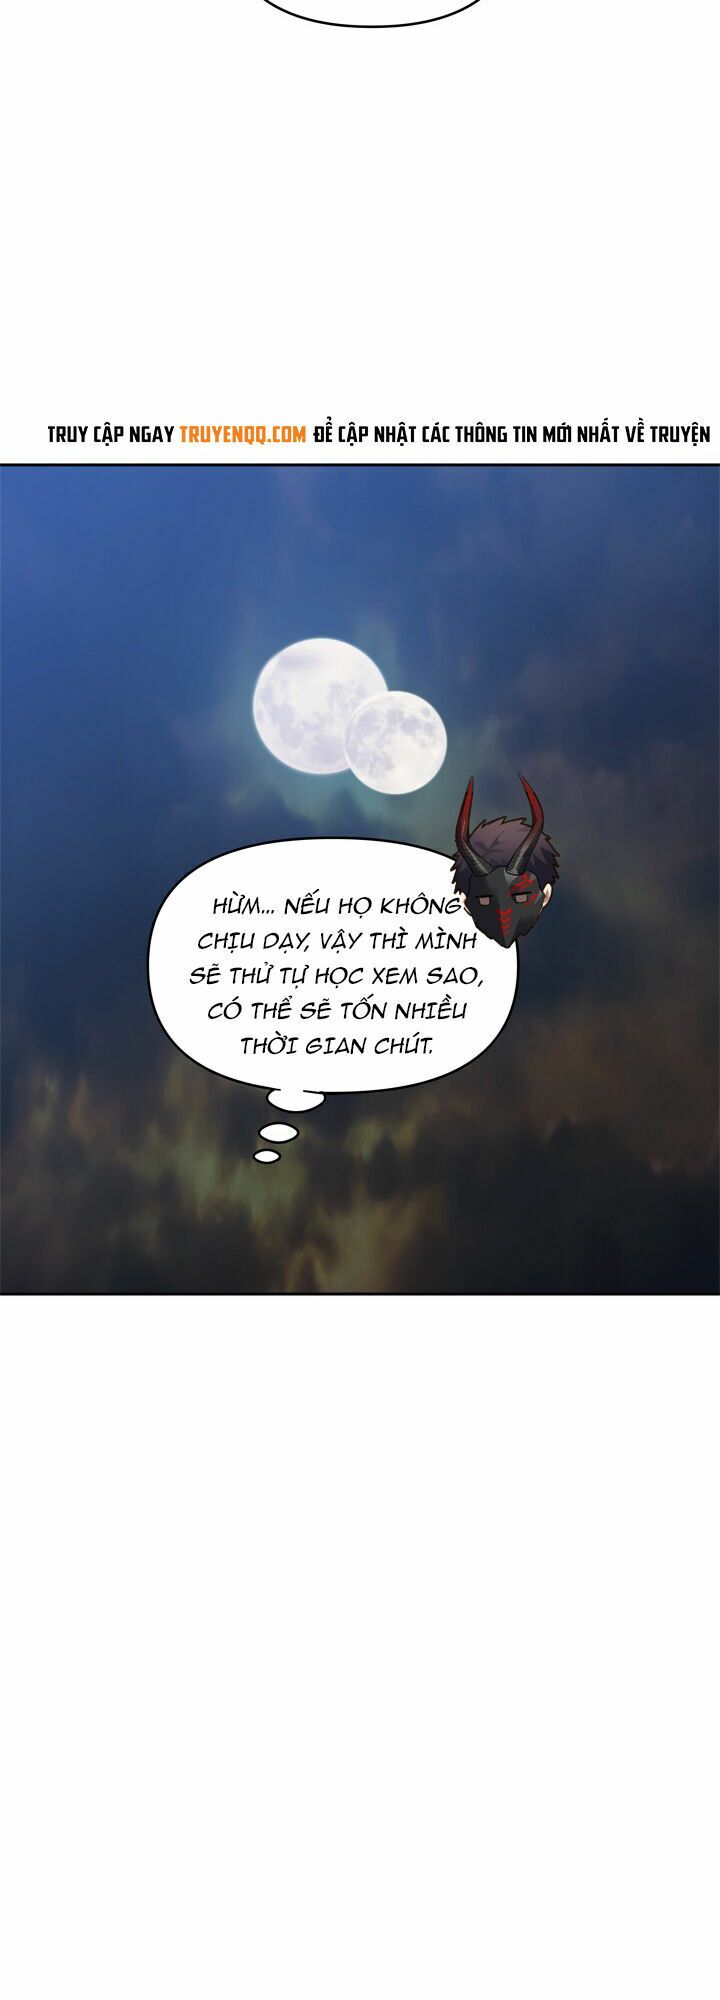 TRUY CẬP NGAY TRUYENQQ.COM ĐỂ CẬP NHẬT CÁC THÔNG TIN MỚI NHẤT VỀ TRUYỆN
HỪM... NẾU HỌ KHÔNG
CHỊU DẠY, VẬY THÌ MÌNH
SẼ THỬ TỰ HỌC XEM SAO,
CÓ THỂ SẼ TỐN NHIỀU
THỜI GIAN CHÚT.